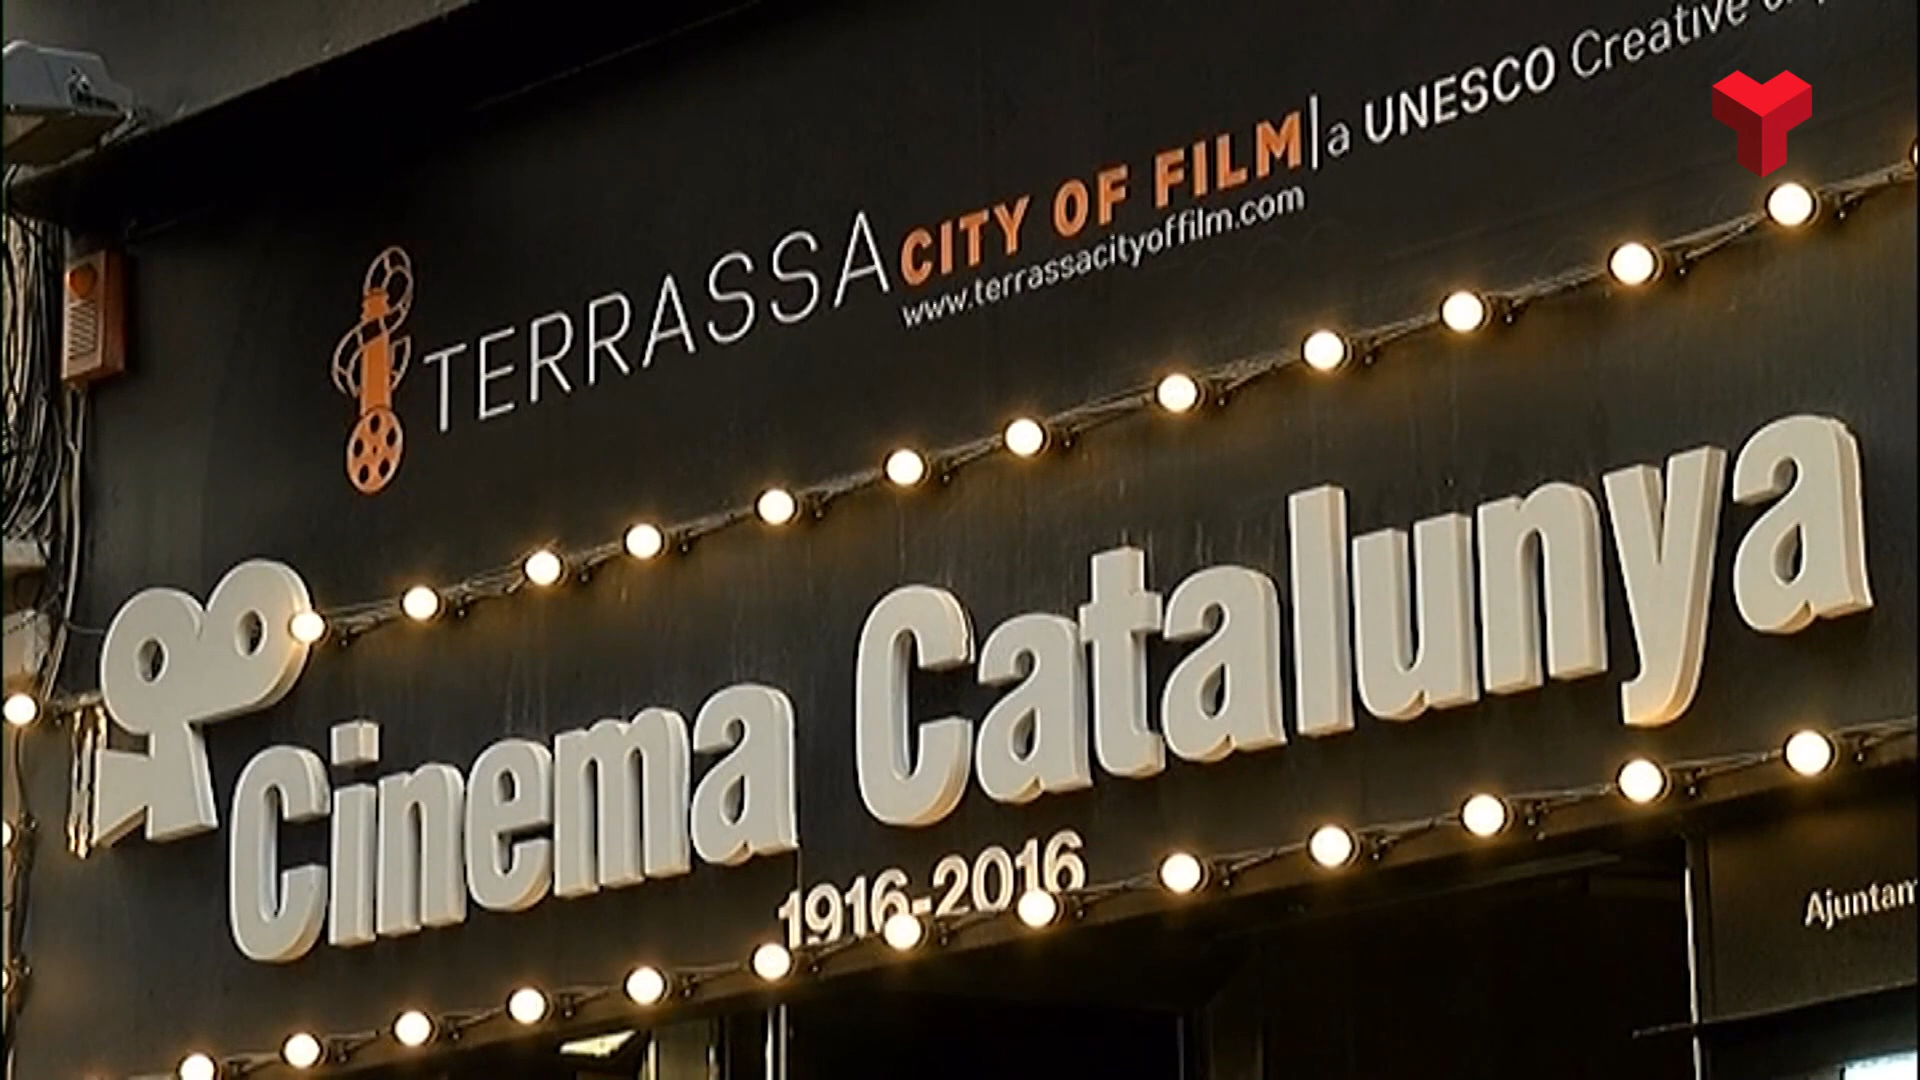 TERRASSA CITY OF FILM | a UNESCO Creative
www.terrassacityoffilm.com
Cinema Catalunya
1916-2016